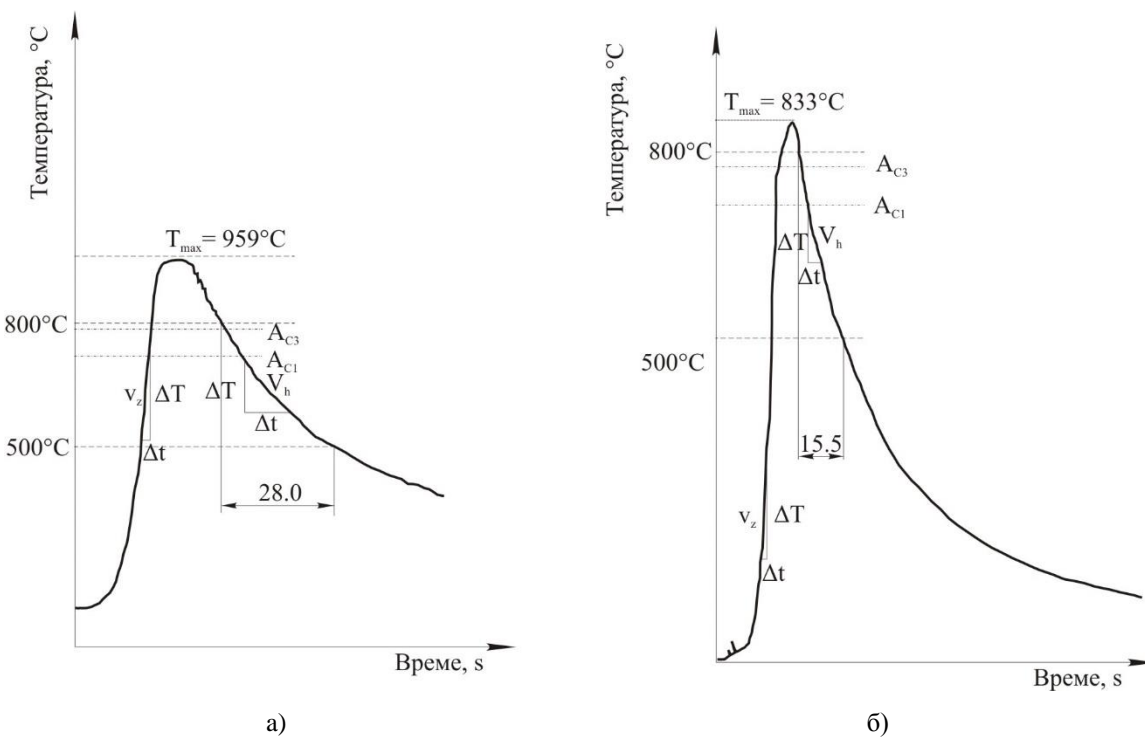 Температура, °C
T_max = 959°C
800°C
A_C3
A_C1
V_h
v_z
ΔT
ΔT
Δt
Δt
500°C
28.0
Време, s
а)
Температура, °C
T_max = 833°C
800°C
A_C3
A_C1
ΔT
V_h
Δt
500°C
15.5
v_z
ΔT
Δt
Време, s
б)